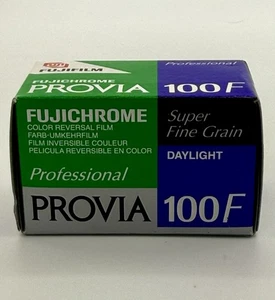 FUJIFILM
FUJICHROME
PROVIA 100F
Professional
FUJICHROME
COLOR REVERSAL FILM
FARB-UMKEHRFILM
FILM INVERSIBLE COULEUR
PELICULA REVERSIBLE EN COLOR
Super
Fine Grain
DAYLIGHT
Professional
PROVIA 100F